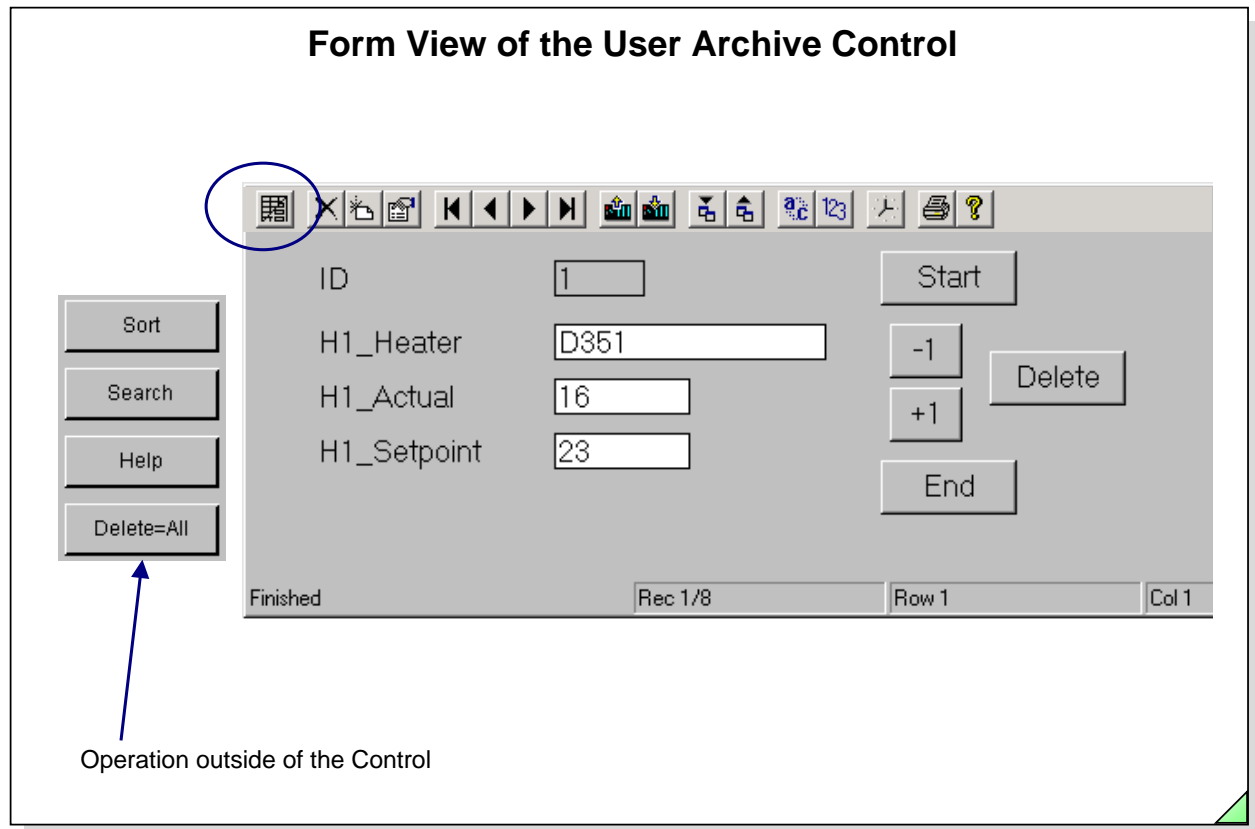 Form View of the User Archive Control
a c 123 ?
ID 1 Start
Sort
H1_Heater D351 -1
Search
Delete
H1_Actual 16 +1
Help
H1_Setpoint 23
End
Delete=All
Finished Rec 1/8 Row 1 Col 1
Operation outside of the Control